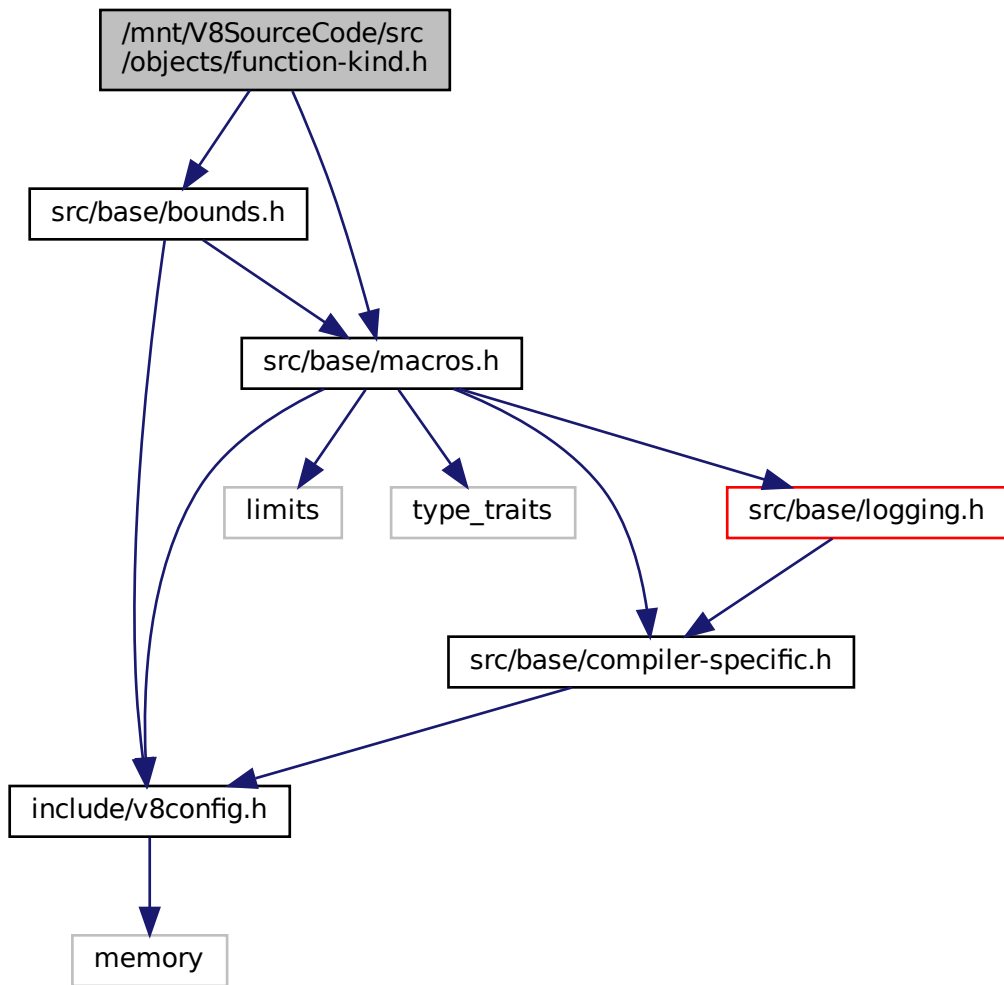 /mnt/V8SourceCode/src
/objects/function-kind.h
src/base/bounds.h
src/base/macros.h
limits
type_traits
src/base/logging.h
src/base/compiler-specific.h
include/v8config.h
memory